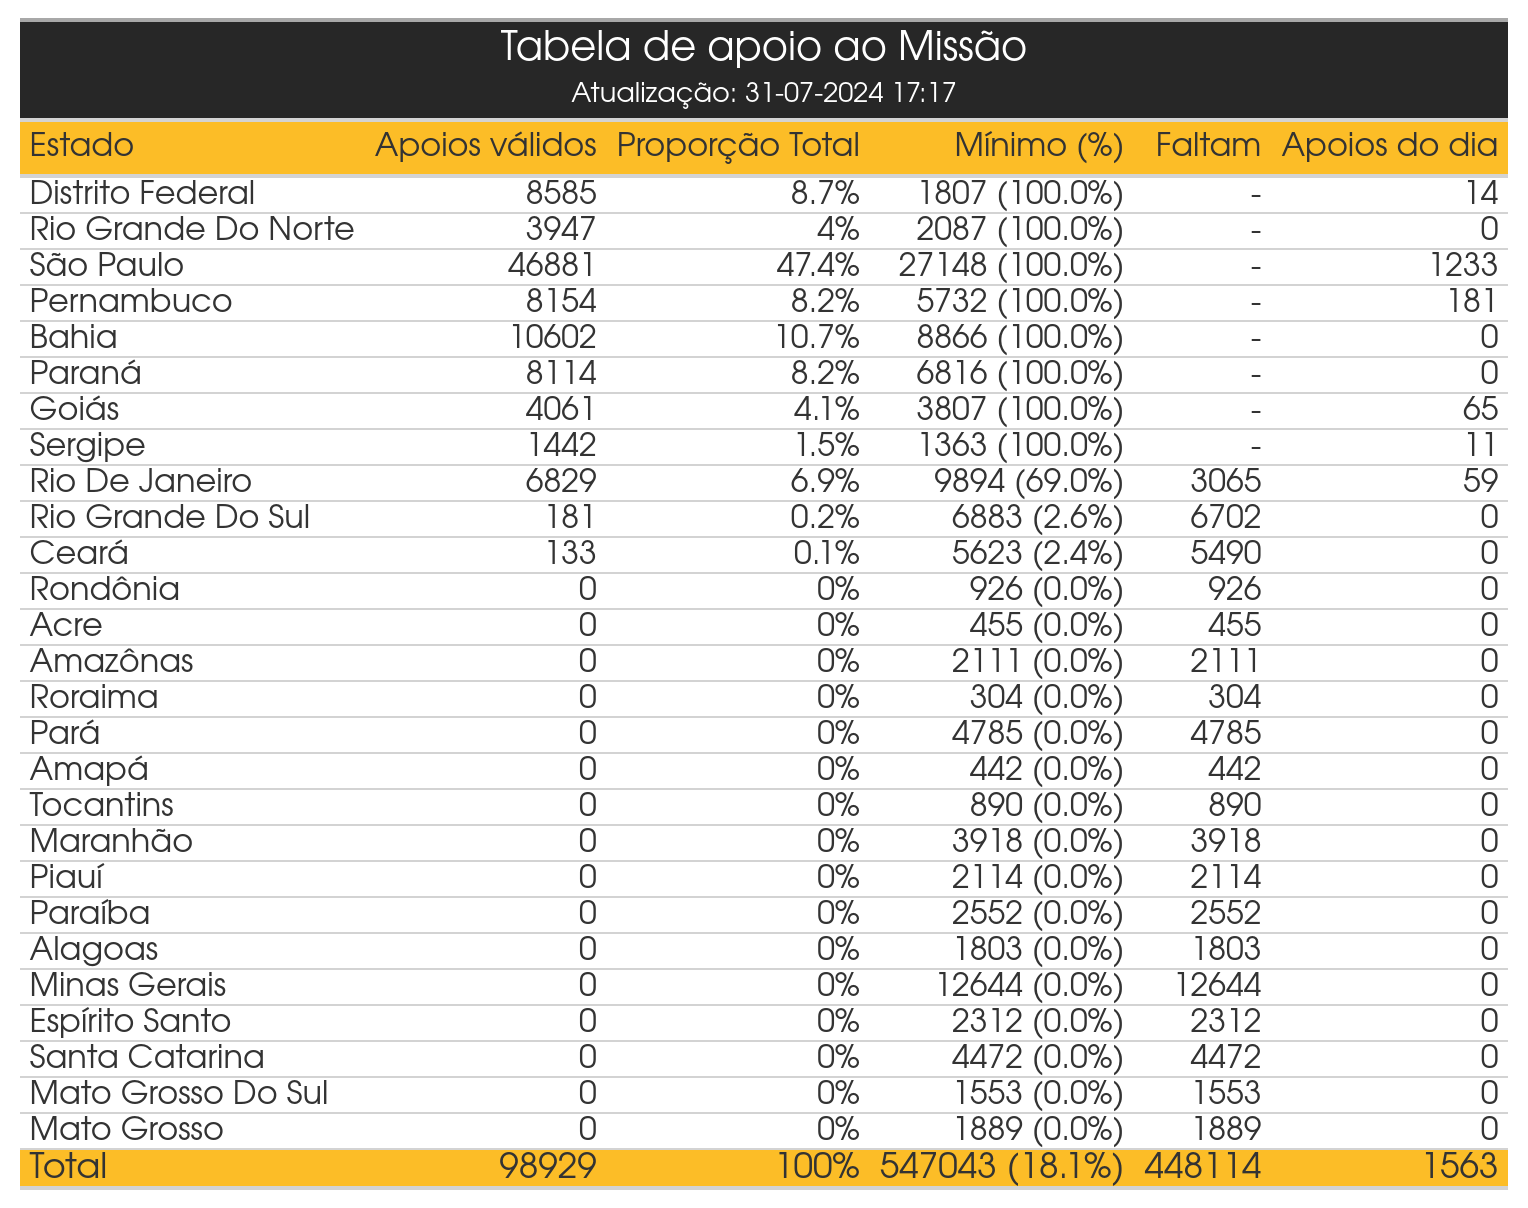 Tabela de apoio ao Missão
Atualização: 31-07-2024 17:17
Estado Apoios válidos Proporção Total Mínimo (%) Faltam Apoios do dia
Distrito Federal 8585 8.7% 1807 (100.0%) - 14
Rio Grande Do Norte 3947 4% 2087 (100.0%) - 0
São Paulo 46881 47.4% 27148 (100.0%) - 1233
Pernambuco 8154 8.2% 5732 (100.0%) - 181
Bahia 10602 10.7% 8866 (100.0%) - 0
Paraná 8114 8.2% 6816 (100.0%) - 0
Goiás 4061 4.1% 3807 (100.0%) - 65
Sergipe 1442 1.5% 1363 (100.0%) - 11
Rio De Janeiro 6829 6.9% 9894 (69.0%) 3065 59
Rio Grande Do Sul 181 0.2% 6883 (2.6%) 6702 0
Ceará 133 0.1% 5623 (2.4%) 5490 0
Rondônia 0 0% 926 (0.0%) 926 0
Acre 0 0% 455 (0.0%) 455 0
Amazônas 0 0% 2111 (0.0%) 2111 0
Roraima 0 0% 304 (0.0%) 304 0
Pará 0 0% 4785 (0.0%) 4785 0
Amapá 0 0% 442 (0.0%) 442 0
Tocantins 0 0% 890 (0.0%) 890 0
Maranhão 0 0% 3918 (0.0%) 3918 0
Piauí 0 0% 2114 (0.0%) 2114 0
Paraíba 0 0% 2552 (0.0%) 2552 0
Alagoas 0 0% 1803 (0.0%) 1803 0
Minas Gerais 0 0% 12644 (0.0%) 12644 0
Espírito Santo 0 0% 2312 (0.0%) 2312 0
Santa Catarina 0 0% 4472 (0.0%) 4472 0
Mato Grosso Do Sul 0 0% 1553 (0.0%) 1553 0
Mato Grosso 0 0% 1889 (0.0%) 1889 0
Total 98929 100% 547043 (18.1%) 448114 1563